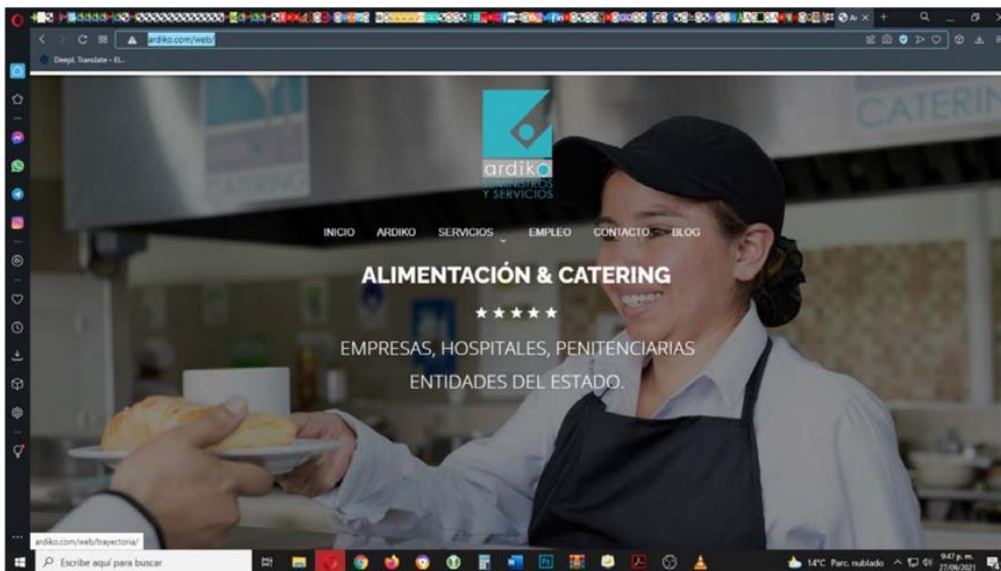 ardiko.com/web/
DeepL Translate - El...
CATERIN
ardiko
SUMINISTROS
Y SERVICIOS
INICIO ARDIKO SERVICIOS EMPLEO CONTACTO BLOG
ALIMENTACIÓN & CATERING
EMPRESAS, HOSPITALES, PENITENCIARIAS
ENTIDADES DEL ESTADO.
ardiko.com/web/trayectoria/
Escribe aquí para buscar
14°C Parc. nublado
9:47 p. m.
27/06/2021